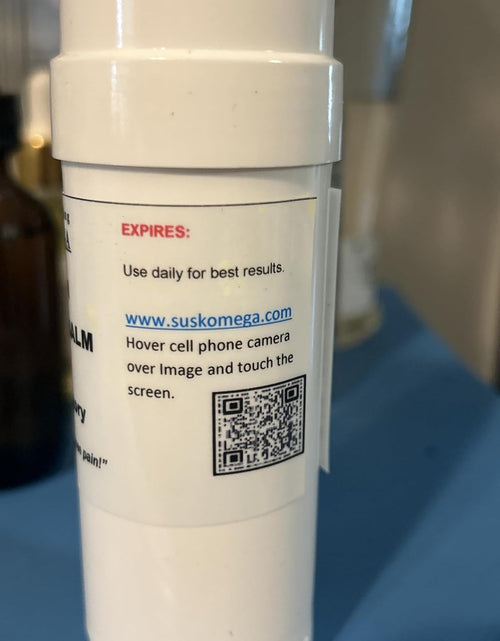 EXPIRES:
Use daily for best results.
www.suskomega.com
Hover cell phone camera
over Image and touch the
screen.
pain!"